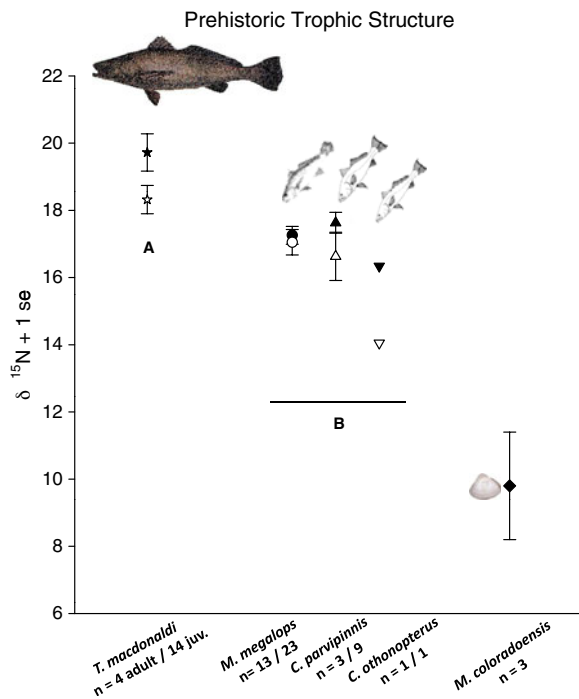 Prehistoric Trophic Structure
22
20
18
16
14
12
10
8
6
δ ¹⁵N + 1 se
A
B
T. macdonaldi
n = 4 adult / 14 juv.
M. megalops
n= 13 / 23
C. parvipinnis
n = 3 / 9
C. othonopterus
n = 1 / 1
M. coloradoensis
n = 3